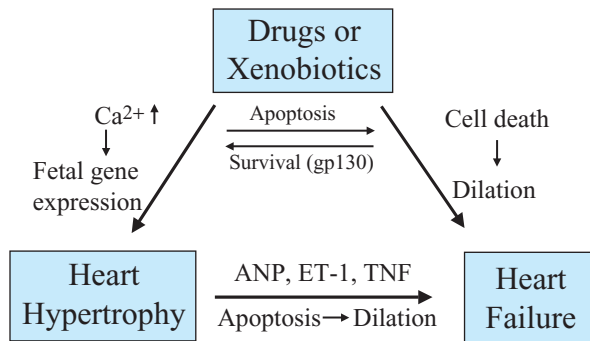 Drugs or
Xenobiotics
Ca2+ ↑
Apoptosis
Cell death
Survival (gp130)
Fetal gene
expression
Dilation
Heart
Hypertrophy
ANP, ET-1, TNF
Apoptosis → Dilation
Heart
Failure